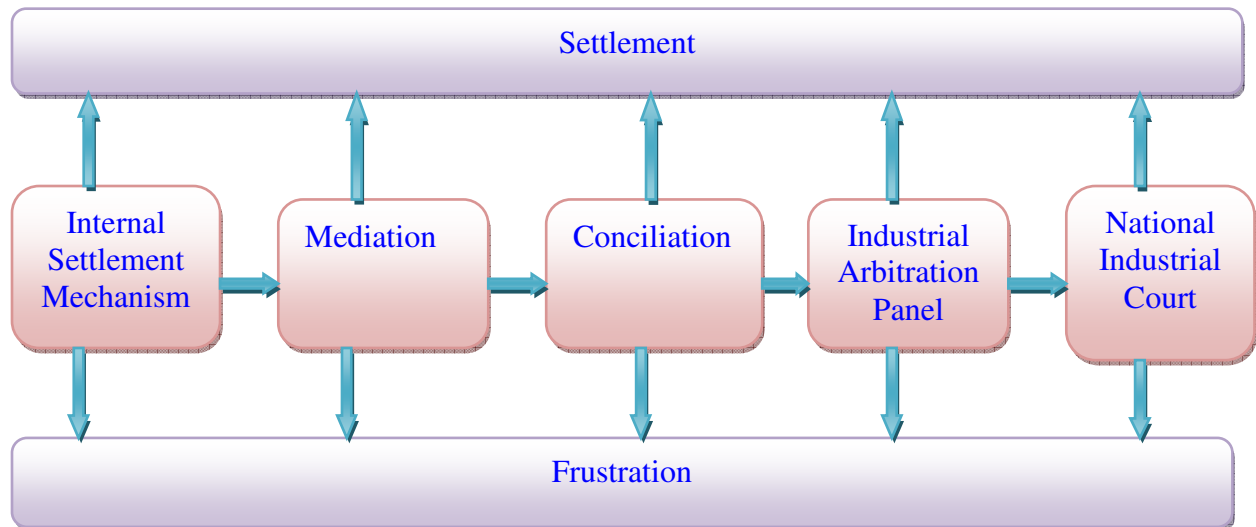 Settlement
Internal
Settlement
Mechanism
Mediation
Conciliation
Industrial
Arbitration
Panel
National
Industrial
Court
Frustration